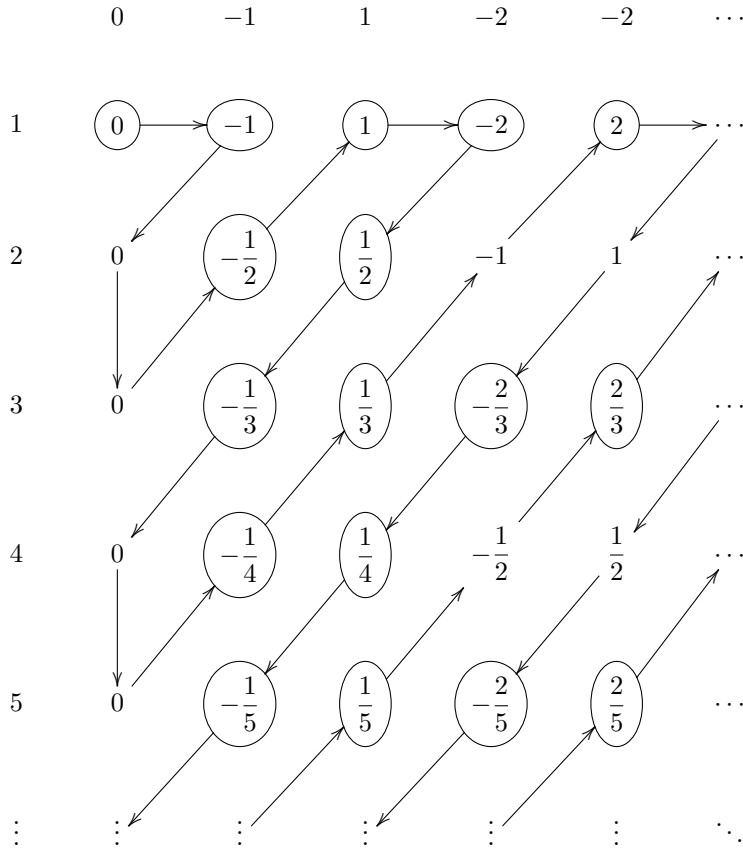 0 −1 1 −2 −2 ⋯
1 0 −1 1 −2 2 ⋯
2 0 −1/2 1/2 −1 1 ⋯
3 0 −1/3 1/3 −2/3 2/3 ⋯
4 0 −1/4 1/4 −1/2 1/2 ⋯
5 0 −1/5 1/5 −2/5 2/5 ⋯
⋮ ⋮ ⋮ ⋮ ⋮ ⋮ ⋱